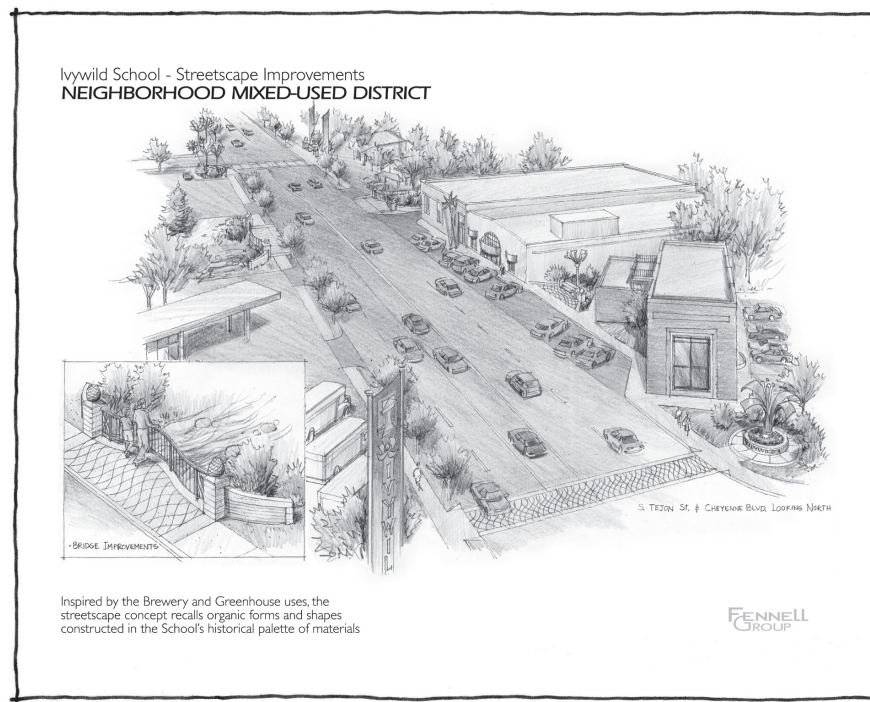 Ivywild School - Streetscape Improvements
NEIGHBORHOOD MIXED-USED DISTRICT
IVYWIL
S. TEJON ST. & CHEYENNE BLVD. LOOKING NORTH
• BRIDGE IMPROVEMENTS
Inspired by the Brewery and Greenhouse uses, the
streetscape concept recalls organic forms and shapes
constructed in the School's historical palette of materials
FENNELL
GROUP